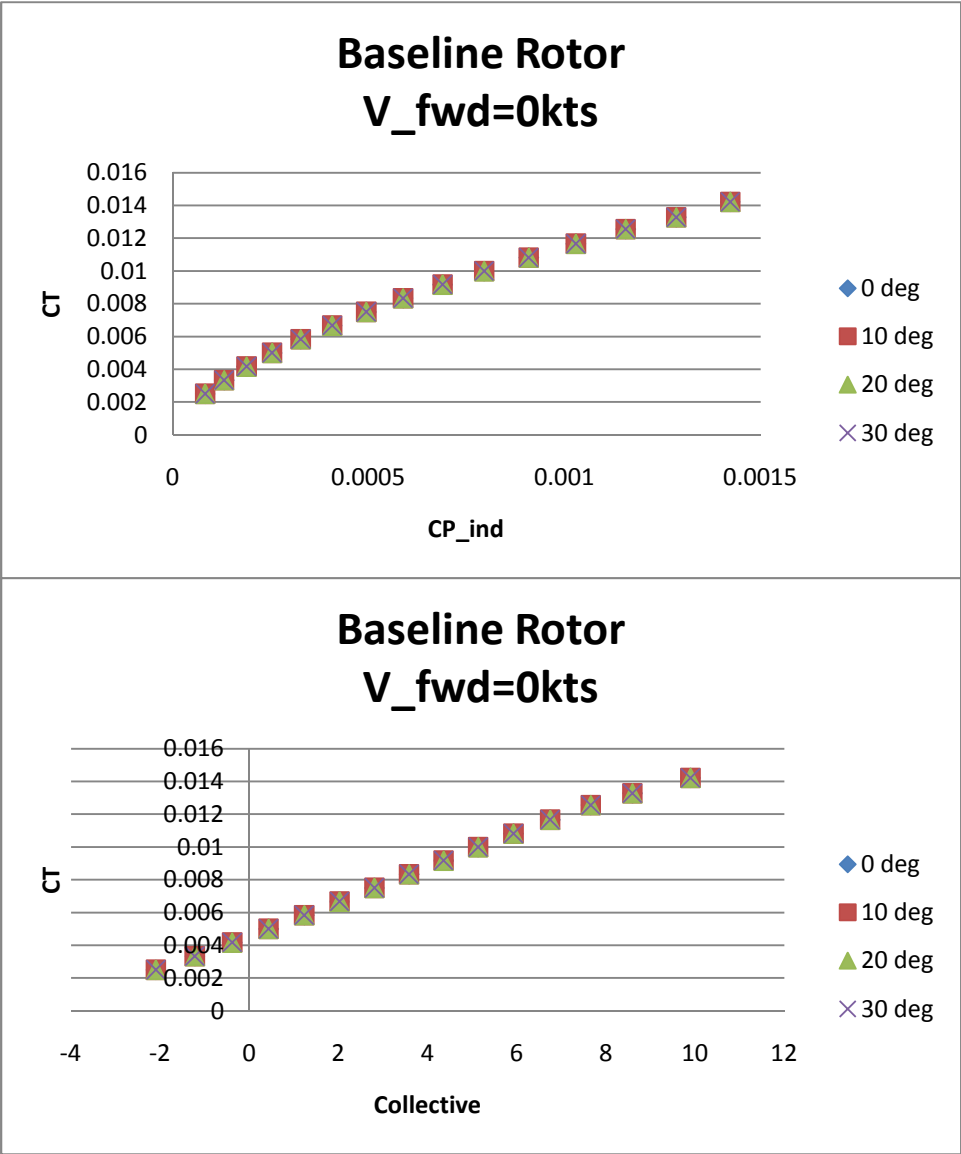 Baseline Rotor
V_fwd=0kts
0.016
0.014
0.012
0.01
0.008
0.006
0.004
0.002
0
CT
0 0.0005 0.001 0.0015
CP_ind
0 deg
10 deg
20 deg
30 deg
Baseline Rotor
V_fwd=0kts
0.016
0.014
0.012
0.01
0.008
0.006
0.004
0.002
0
CT
-4 -2 0 2 4 6 8 10 12
Collective
0 deg
10 deg
20 deg
30 deg